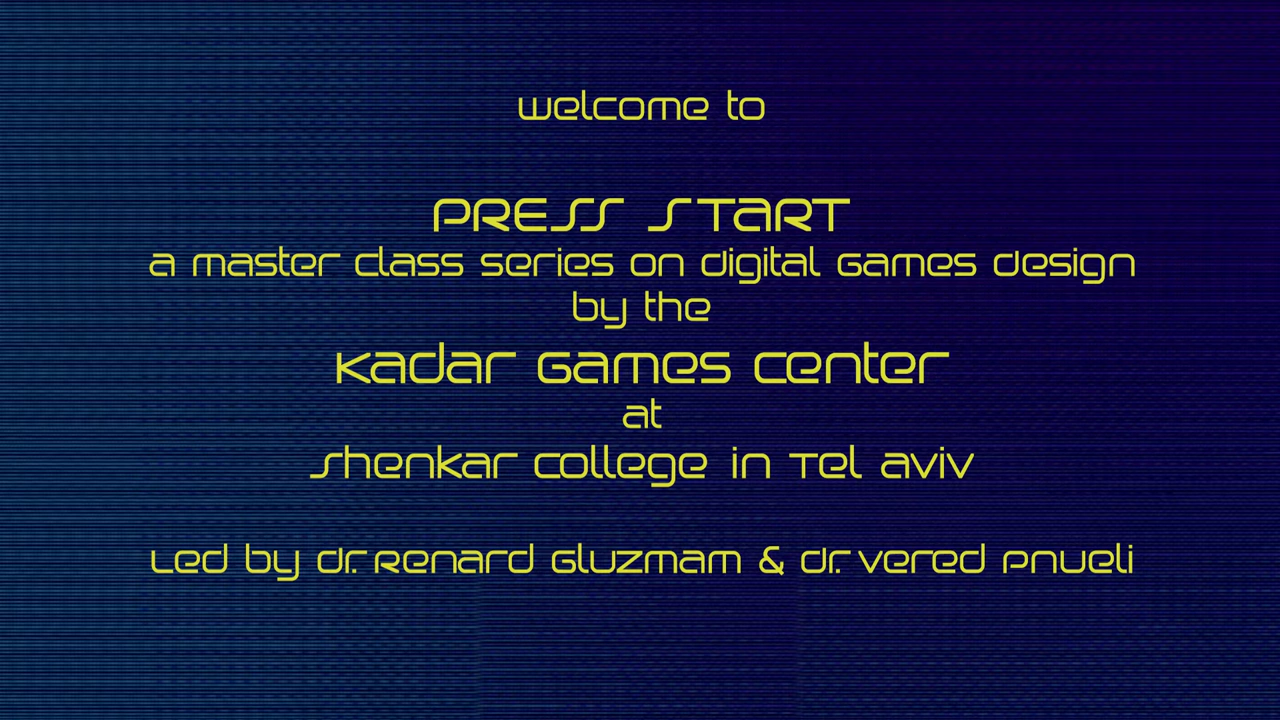 welcome to
PRESS START
a master class series on digital Games design
by the
Kadar Games Center
at
Shenkar College in Tel Aviv
Led by Dr. Renard Gluzmam & Dr. Vered Pnueli